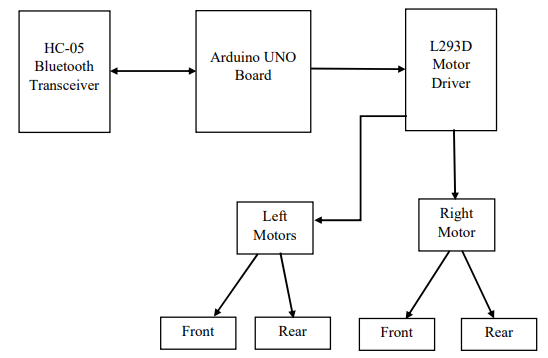 HC-05
Bluetooth
Transceiver
Arduino UNO
Board
L293D
Motor
Driver
Left
Motors
Right
Motor
Front
Rear
Front
Rear